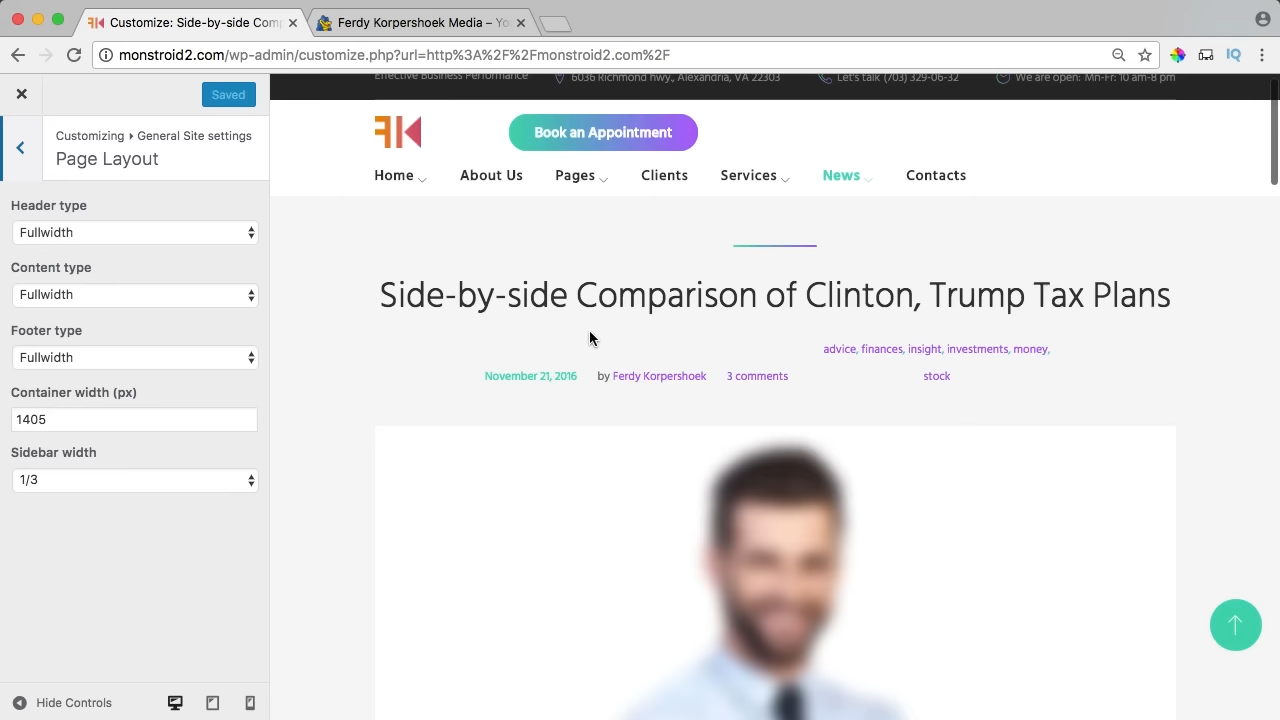 Customize: Side-by-side Com
Ferdy Korpershoek Media – Yo
monstroid2.com/wp-admin/customize.php?url=http%3A%2F%2Fmonstroid2.com%2F
Saved
Customizing ▸ General Site settings
Page Layout
Header type
Fullwidth
Content type
Fullwidth
Footer type
Fullwidth
Container width (px)
1405
Sidebar width
1/3
Hide Controls
Effective Business Performance
6036 Richmond hwy., Alexandria, VA 22303
Let's talk (703) 329-06-32
We are open: Mn-Fr: 10 am-8 pm
FK
Book an Appointment
Home
About Us
Pages
Clients
Services
News
Contacts
Side-by-side Comparison of Clinton, Trump Tax Plans
November 21, 2016
by Ferdy Korpershoek
3 comments
advice, finances, insight, investments, money,
stock